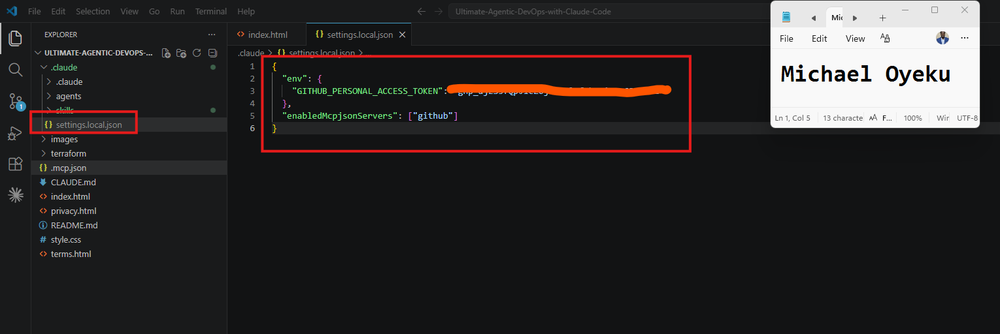 File Edit Selection View Go Run Terminal Help
Ultimate-Agentic-DevOps-with-Claude-Code
EXPLORER
ULTIMATE-AGENTIC-DEVOPS-...
.claude
.claude
agents
skills
settings.local.json
images
terraform
.mcp.json
CLAUDE.md
index.html
privacy.html
README.md
style.css
terms.html
1
index.html
settings.local.json
.claude > {} settings.local.json > ...
1 {
2 "env": {
3 "GITHUB_PERSONAL_ACCESS_TOKEN":
4 },
5 "enabledMcpjsonServers": ["github"]
6 }
File Edit View
Michael Oyeku
Ln 1, Col 5 13 characte F... 100% Wir UTF-8